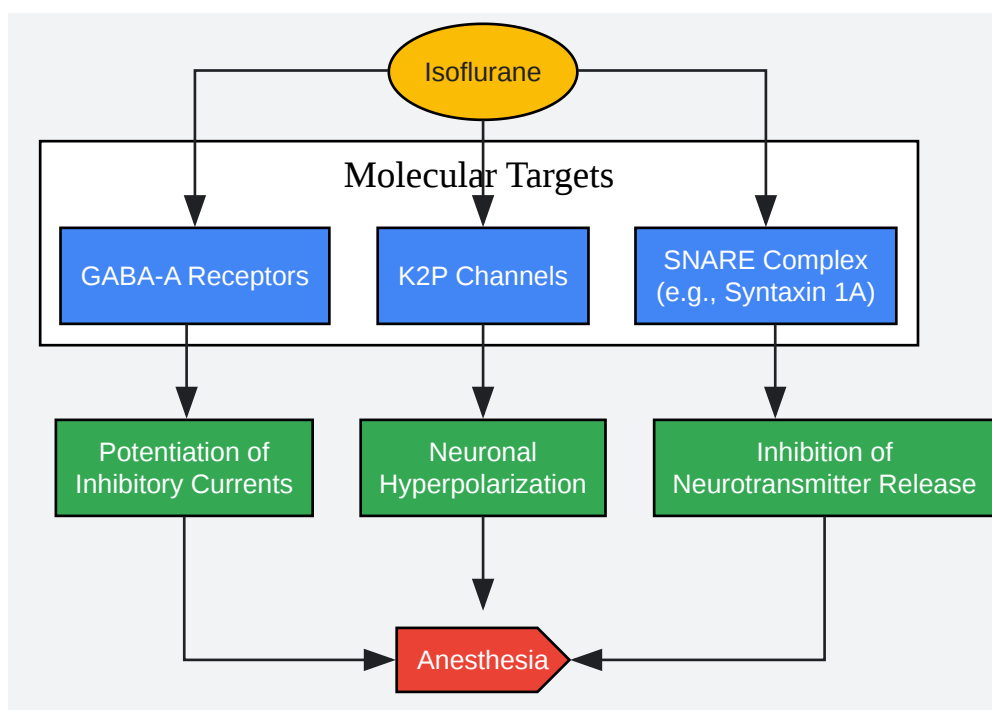 Isoflurane
Molecular Targets
GABA-A Receptors
K2P Channels
SNARE Complex
(e.g., Syntaxin 1A)
Potentiation of
Inhibitory Currents
Neuronal
Hyperpolarization
Inhibition of
Neurotransmitter Release
Anesthesia